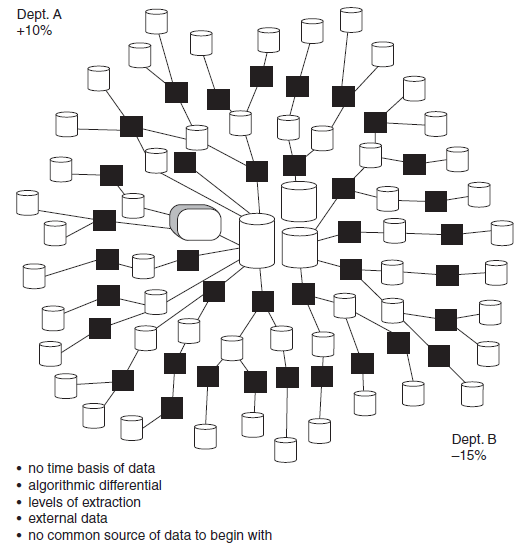 Dept. A
+10%
Dept. B
–15%
• no time basis of data
• algorithmic differential
• levels of extraction
• external data
• no common source of data to begin with